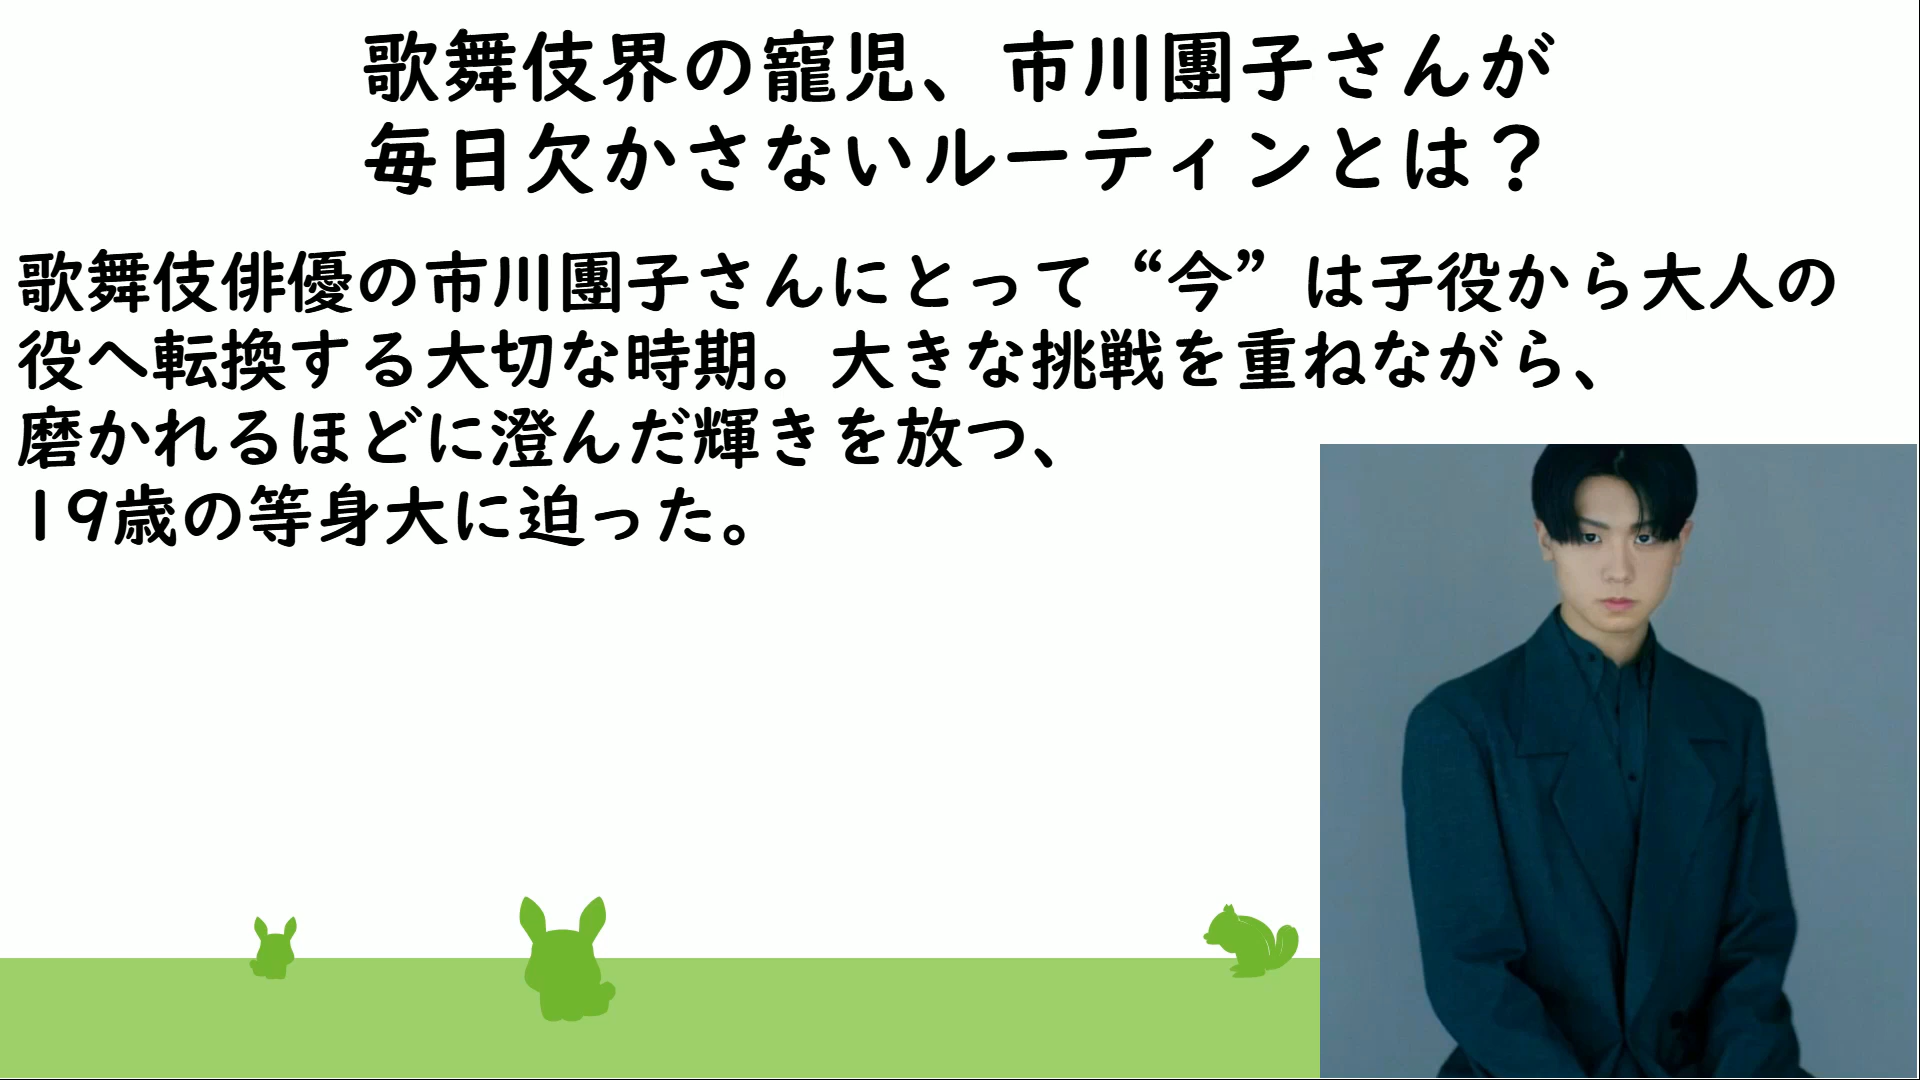 歌舞伎界の寵児、市川團子さんが
毎日欠かさないルーティンとは？
歌舞伎俳優の市川團子さんにとって“今”は子役から大人の
役へ転換する大切な時期。大きな挑戦を重ねながら、
磨かれるほどに澄んだ輝きを放つ、
19歳の等身大に迫った。